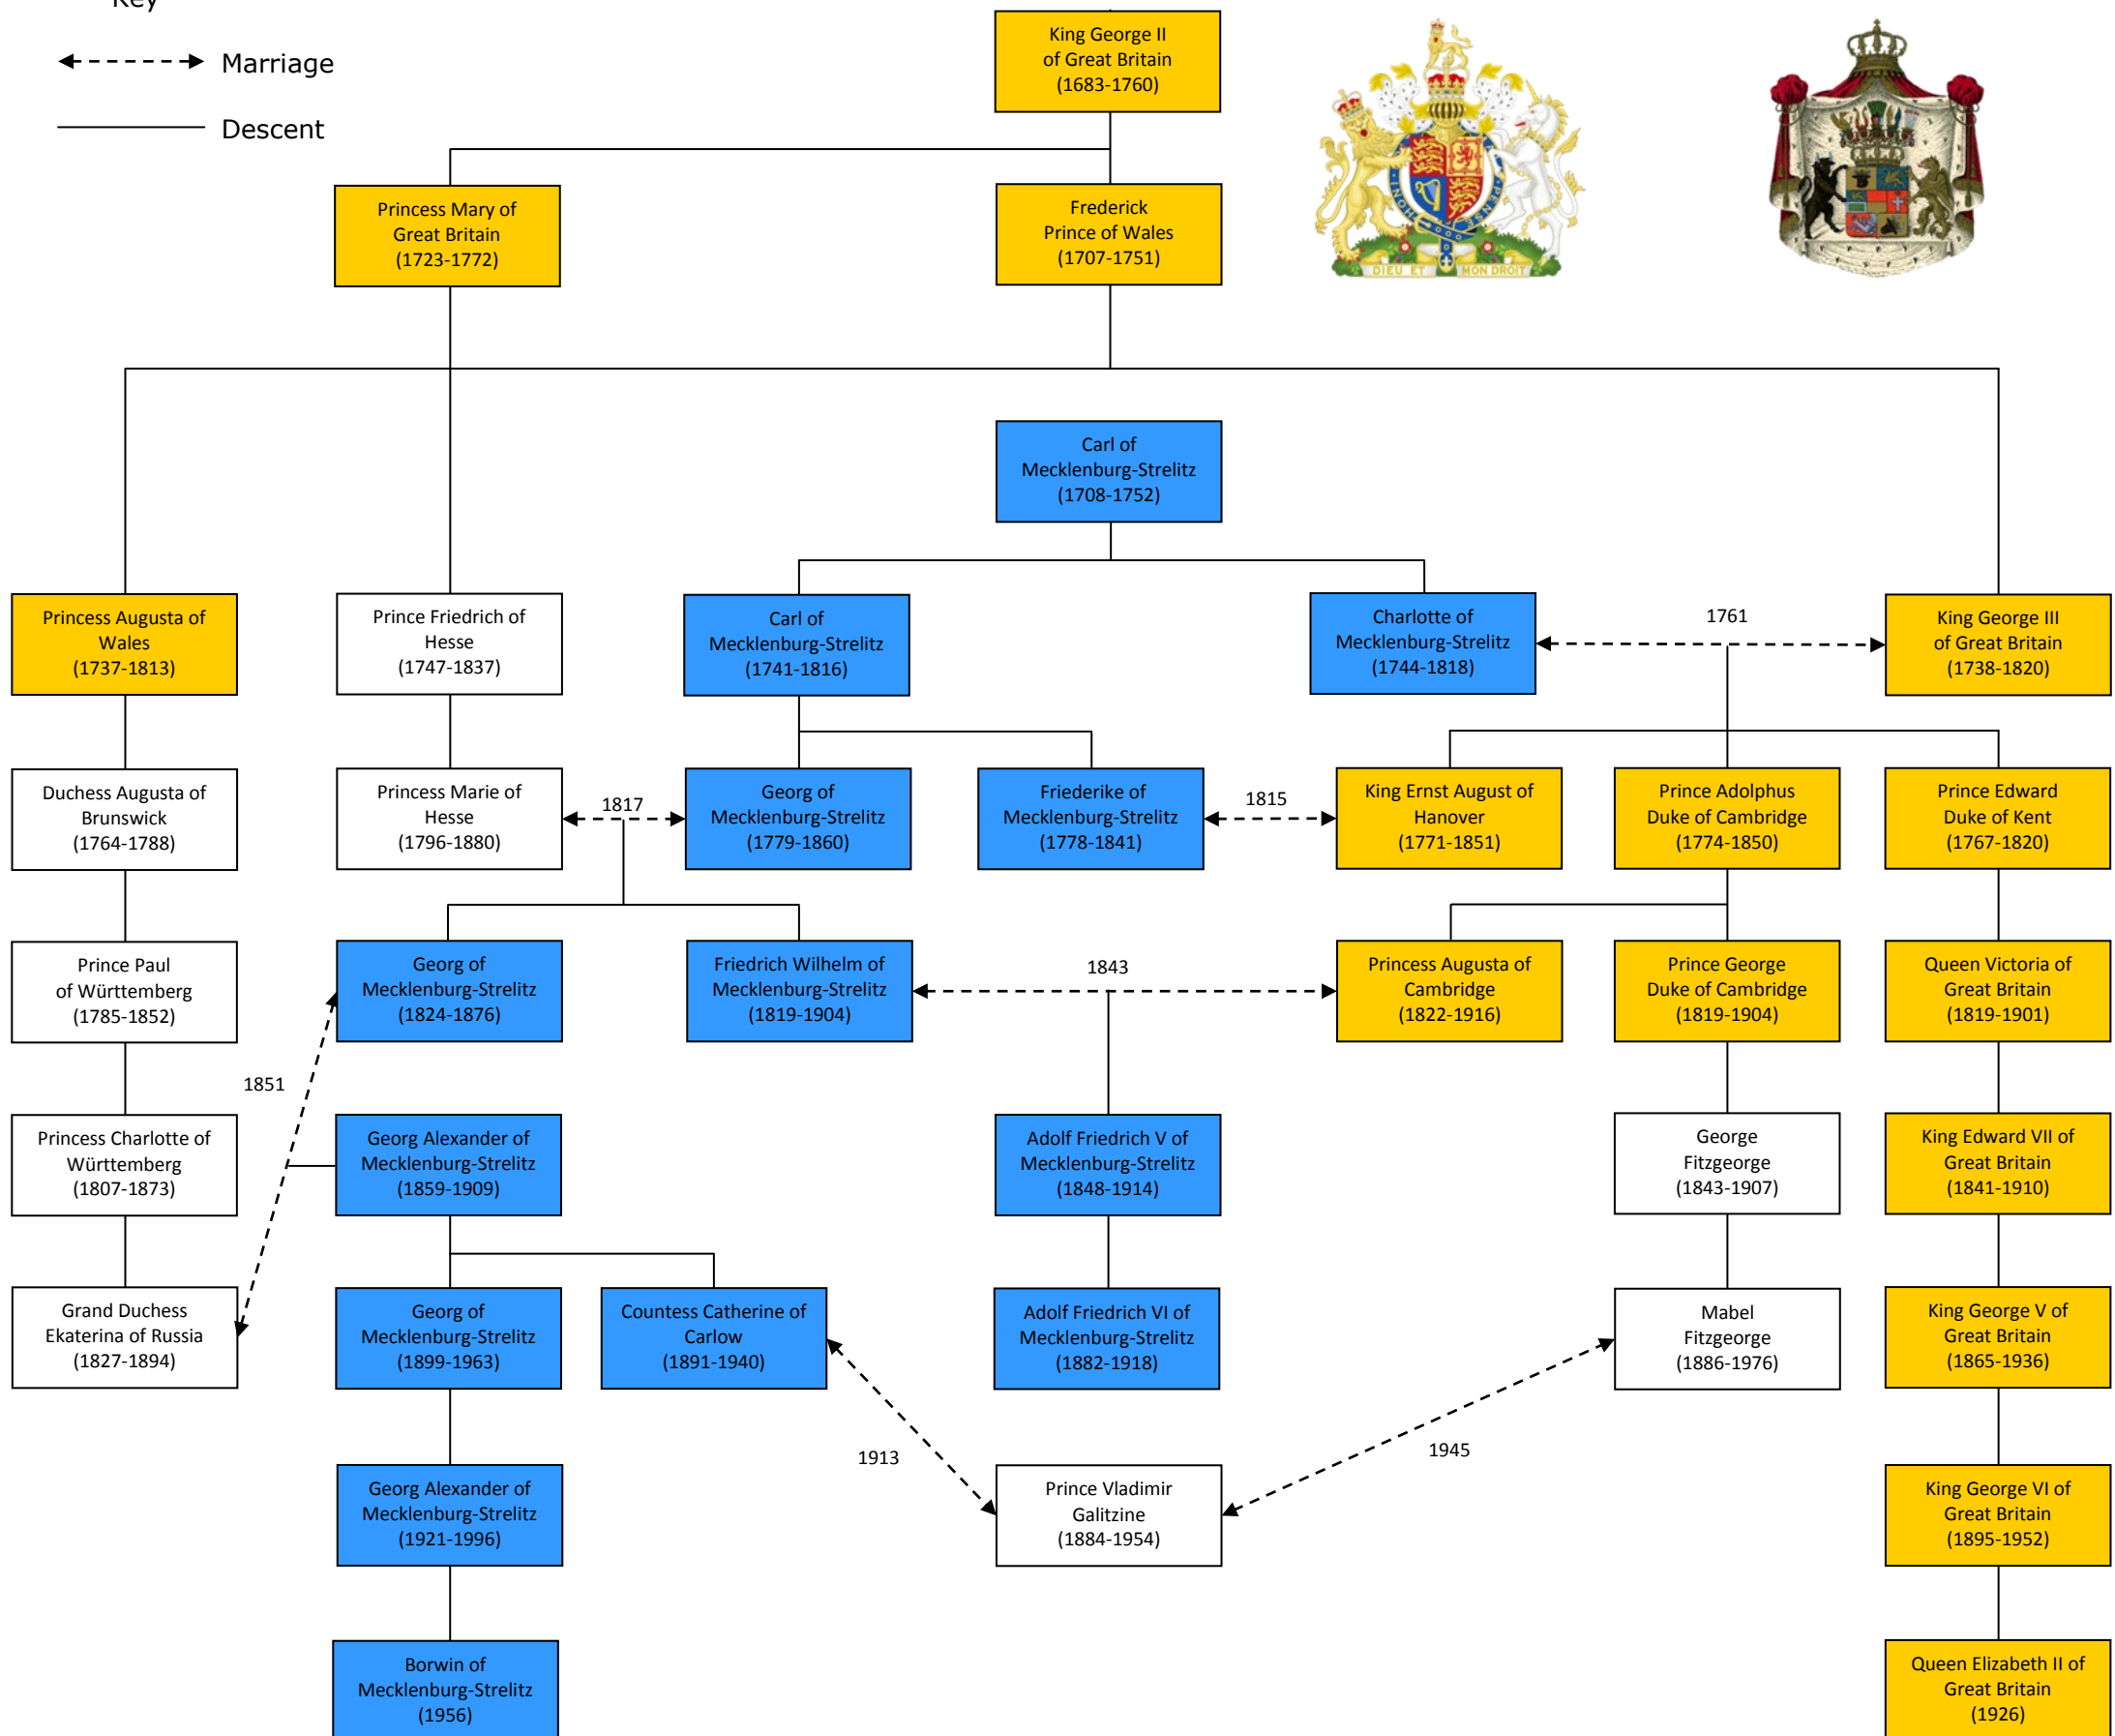 Key
Marriage
Descent
King George II
of Great Britain
(1683-1760)
Princess Mary of
Great Britain
(1723-1772)
Frederick
Prince of Wales
(1707-1751)
DIEU ET MON DROIT
Carl of
Mecklenburg-Strelitz
(1708-1752)
Princess Augusta of
Wales
(1737-1813)
Prince Friedrich of
Hesse
(1747-1837)
Carl of
Mecklenburg-Strelitz
(1741-1816)
Charlotte of
Mecklenburg-Strelitz
(1744-1818)
1761
King George III
of Great Britain
(1738-1820)
Duchess Augusta of
Brunswick
(1764-1788)
Princess Marie of
Hesse
(1796-1880)
1817
Georg of
Mecklenburg-Strelitz
(1779-1860)
Friederike of
Mecklenburg-Strelitz
(1778-1841)
1815
King Ernst August of
Hanover
(1771-1851)
Prince Adolphus
Duke of Cambridge
(1774-1850)
Prince Edward
Duke of Kent
(1767-1820)
Prince Paul
of Württemberg
(1785-1852)
Georg of
Mecklenburg-Strelitz
(1824-1876)
Friedrich Wilhelm of
Mecklenburg-Strelitz
(1819-1904)
1843
Princess Augusta of
Cambridge
(1822-1916)
Prince George
Duke of Cambridge
(1819-1904)
Queen Victoria of
Great Britain
(1819-1901)
1851
Princess Charlotte of
Württemberg
(1807-1873)
Georg Alexander of
Mecklenburg-Strelitz
(1859-1909)
Adolf Friedrich V of
Mecklenburg-Strelitz
(1848-1914)
George
Fitzgeorge
(1843-1907)
King Edward VII of
Great Britain
(1841-1910)
Grand Duchess
Ekaterina of Russia
(1827-1894)
Georg of
Mecklenburg-Strelitz
(1899-1963)
Countess Catherine of
Carlow
(1891-1940)
Adolf Friedrich VI of
Mecklenburg-Strelitz
(1882-1918)
Mabel
Fitzgeorge
(1886-1976)
King George V of
Great Britain
(1865-1936)
1913
1945
Georg Alexander of
Mecklenburg-Strelitz
(1921-1996)
Prince Vladimir
Galitzine
(1884-1954)
King George VI of
Great Britain
(1895-1952)
Borwin of
Mecklenburg-Strelitz
(1956)
Queen Elizabeth II of
Great Britain
(1926)